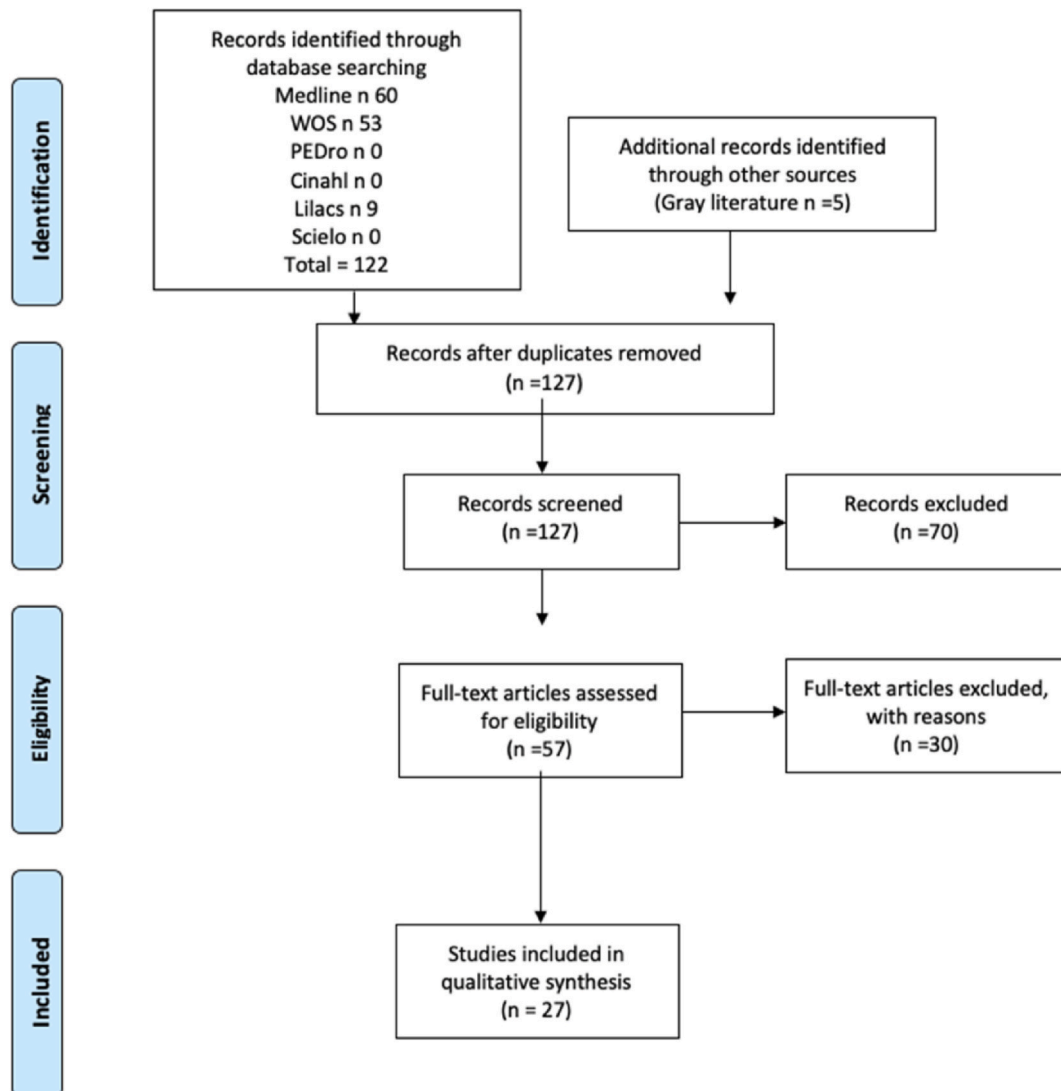 Identification
Records identified through
database searching
Medline n 60
WOS n 53
PEDro n 0
Cinahl n 0
Lilacs n 9
Scielo n 0
Total = 122
Additional records identified
through other sources
(Gray literature n =5)
Screening
Records after duplicates removed
(n =127)
Records screened
(n =127)
Records excluded
(n =70)
Eligibility
Full-text articles assessed
for eligibility
(n =57)
Full-text articles excluded,
with reasons
(n =30)
Included
Studies included in
qualitative synthesis
(n = 27)